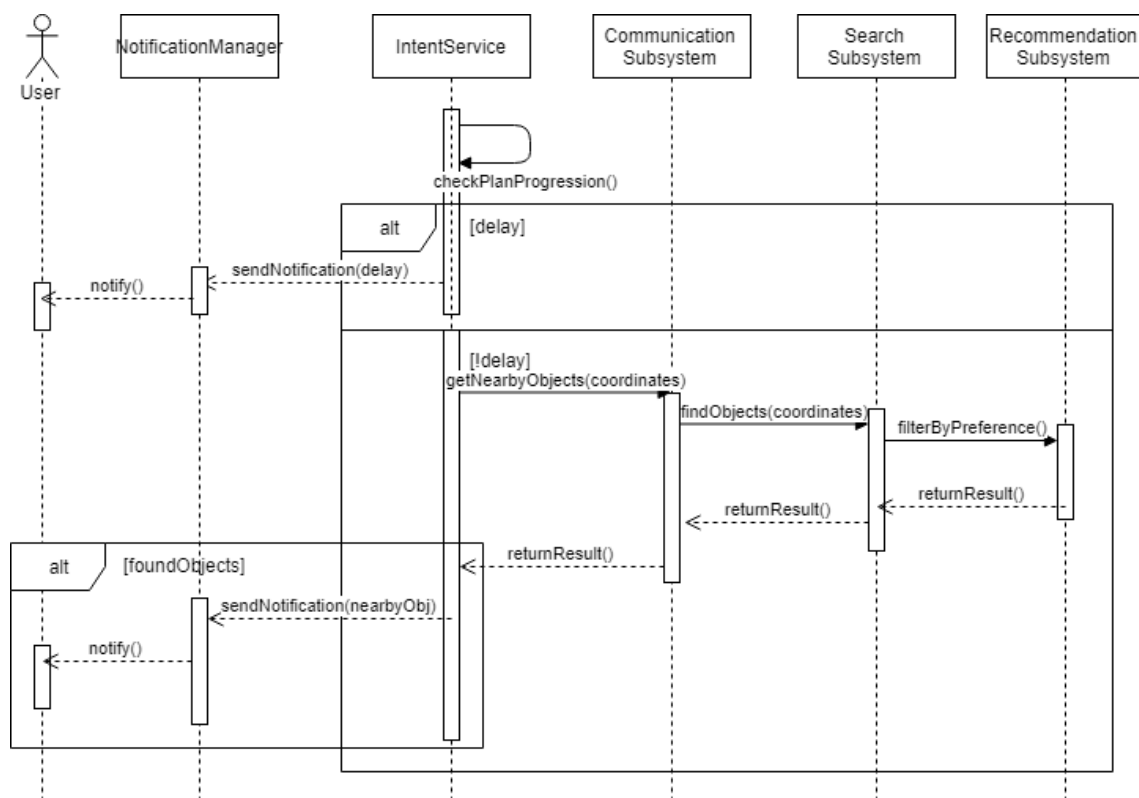 User
NotificationManager
IntentService
Communication
Subsystem
Search
Subsystem
Recommendation
Subsystem
checkPlanProgression()
alt
[delay]
sendNotification(delay)
notify()
[!delay]
getNearbyObjects(coordinates)
findObjects(coordinates)
filterByPreference()
returnResult()
returnResult()
returnResult()
alt
[foundObjects]
sendNotification(nearbyObj)
notify()